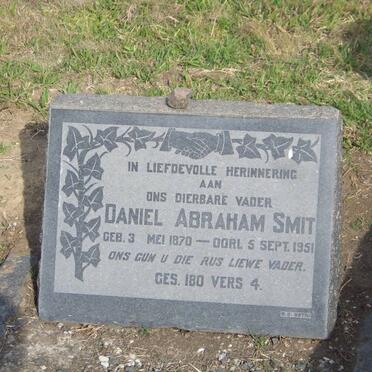 IN LIEFDEVOLLE HERINNERING
AAN
ONS DIERBARE VADER
DANIEL ABRAHAM SMIT
GEB. 3 MEI 1870 — OORL. 5 SEPT. 1951
ONS GUN U DIE RUS LIEWE VADER.
GES. 180 VERS 4.